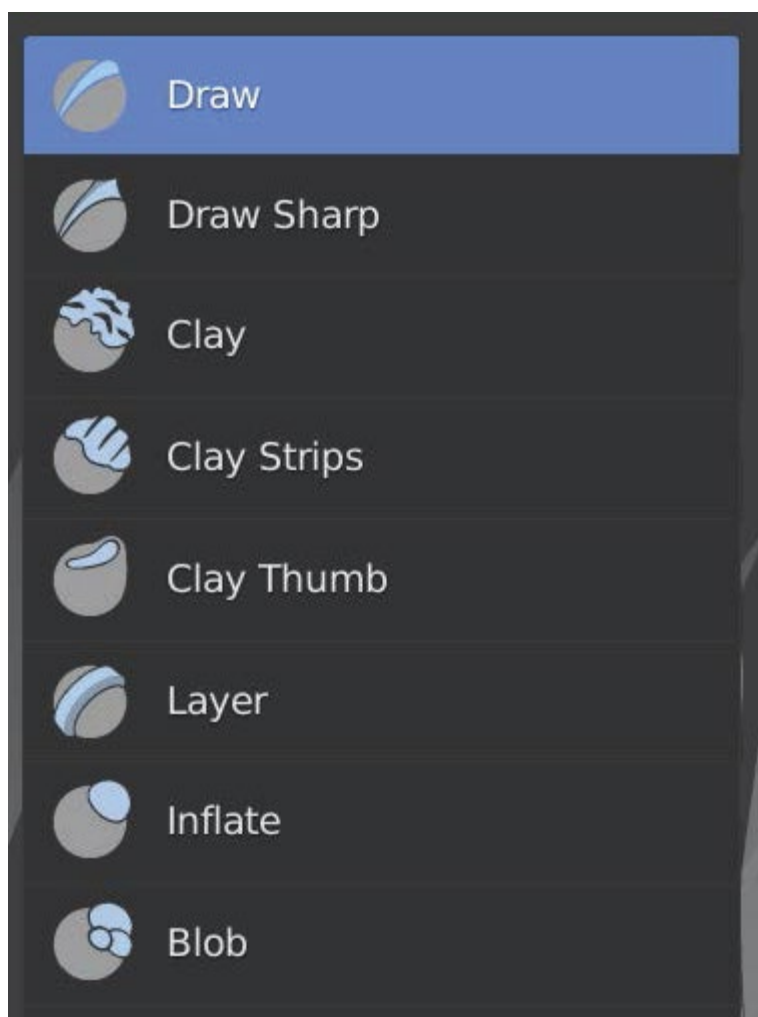 Draw
Draw Sharp
Clay
Clay Strips
Clay Thumb
Layer
Inflate
Blob